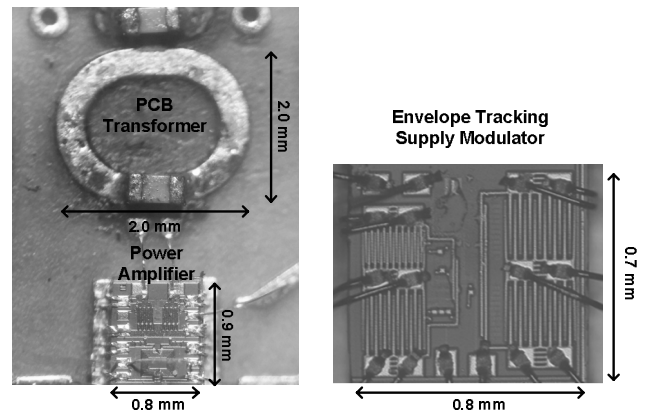 PCB
Transformer
2.0 mm
2.0 mm
Power
Amplifier
0.9 mm
0.8 mm
Envelope Tracking
Supply Modulator
0.7 mm
0.8 mm